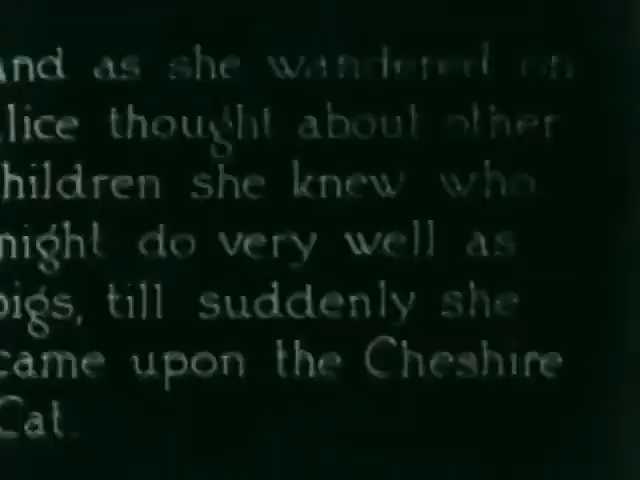 and as she wandered on
lice thought about other
hildren she knew who
might do very well as
pigs, till suddenly she
came upon the Cheshire
Cat.